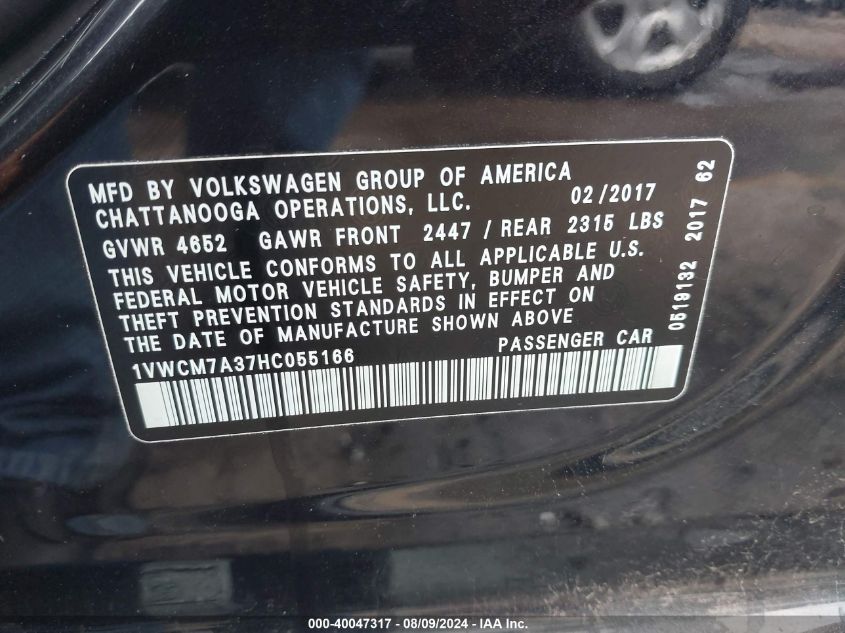 MFD BY VOLKSWAGEN GROUP OF AMERICA
CHATTANOOGA OPERATIONS, LLC. 02/2017
GVWR 4652 GAWR FRONT 2447 / REAR 2315 LBS
THIS VEHICLE CONFORMS TO ALL APPLICABLE U.S.
FEDERAL MOTOR VEHICLE SAFETY, BUMPER AND
THEFT PREVENTION STANDARDS IN EFFECT ON
THE DATE OF MANUFACTURE SHOWN ABOVE
1VWCM7A37HC055166 PASSENGER CAR
0519132 2017 62
000-40047317 - 08/09/2024 - IAA Inc.